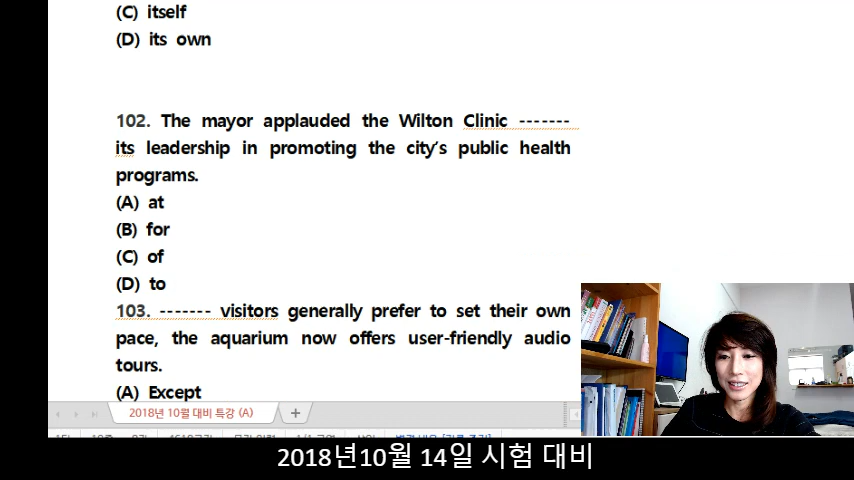 (C) itself
(D) its own
102. The mayor applauded the Wilton Clinic -------
its leadership in promoting the city's public health
programs.
(A) at
(B) for
(C) of
(D) to
103. ------- visitors generally prefer to set their own
pace, the aquarium now offers user-friendly audio
tours.
(A) Except
2018년 10월 대비 특강 (A)
2018년10월 14일 시험 대비